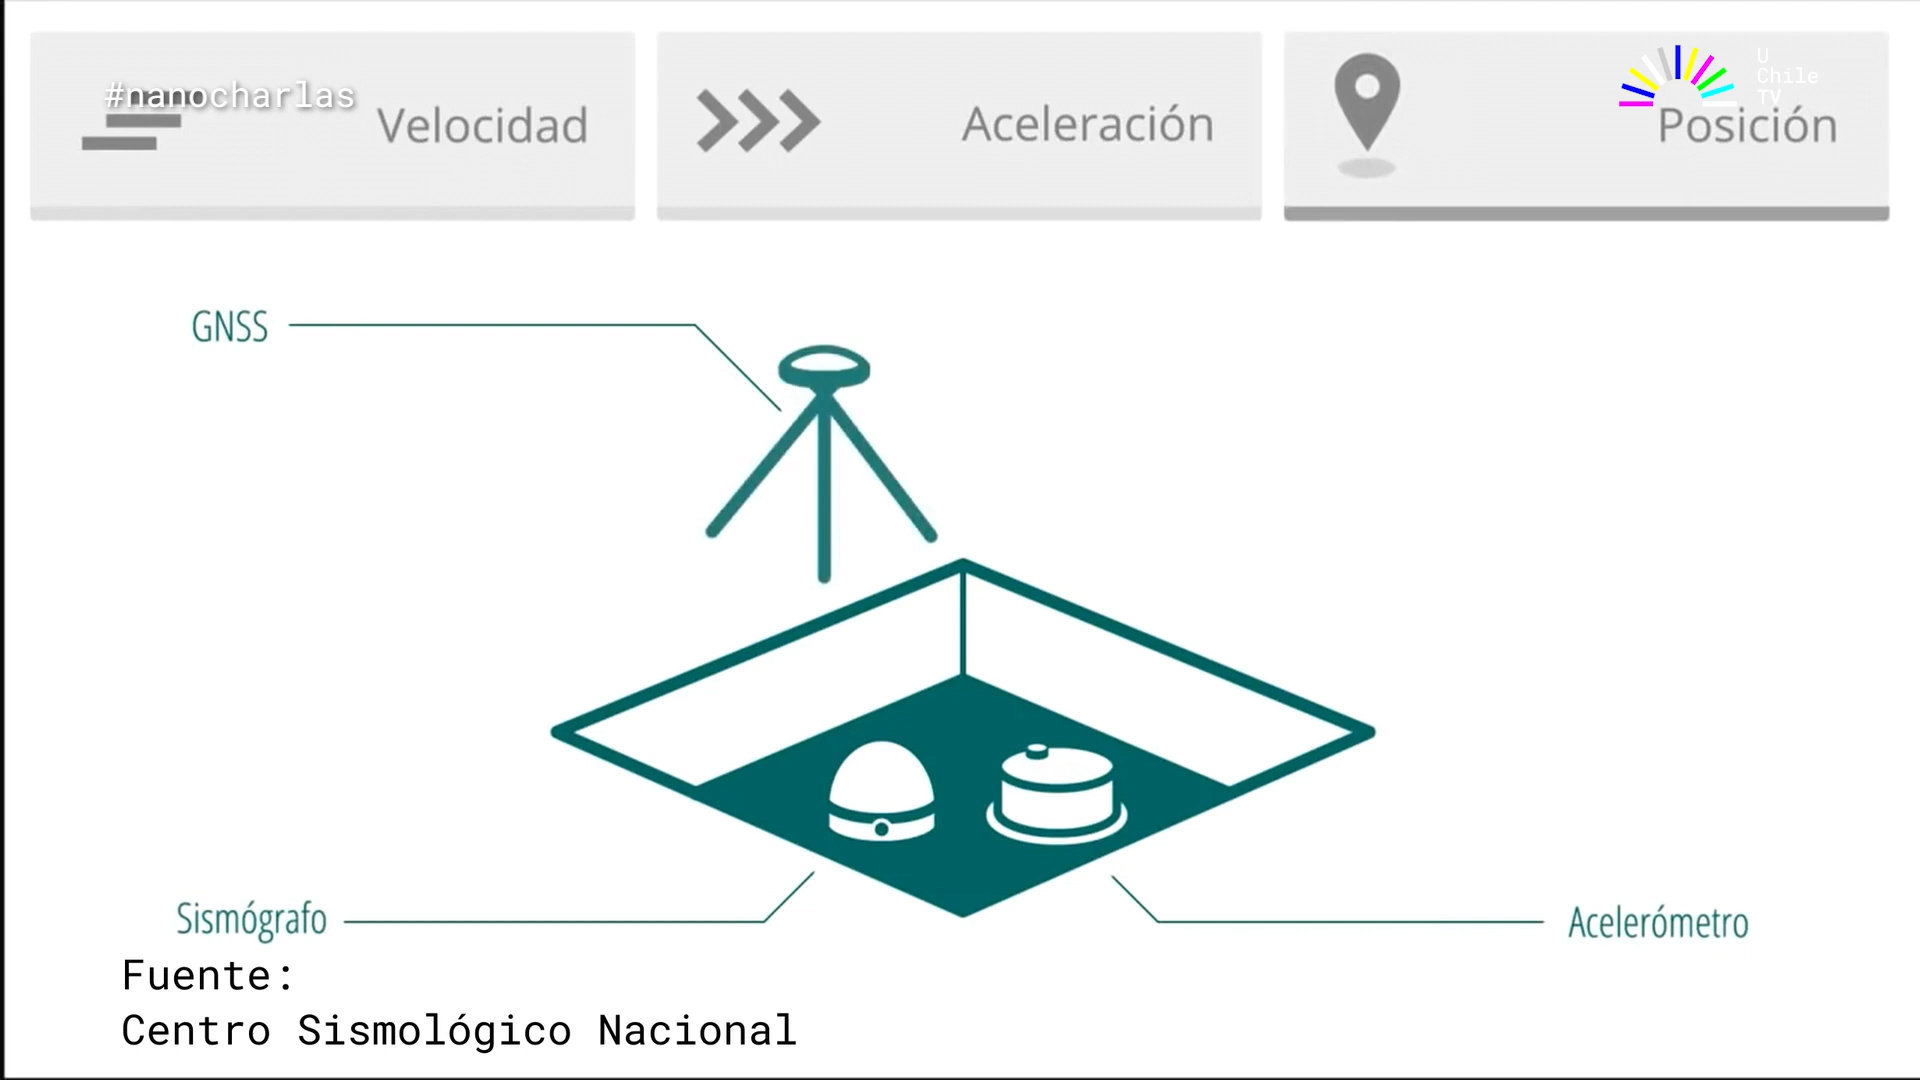 #nanocharlas
Velocidad
Aceleración
U
Chile
TV
Posición
GNSS
Sismógrafo
Acelerómetro
Fuente:
Centro Sismológico Nacional